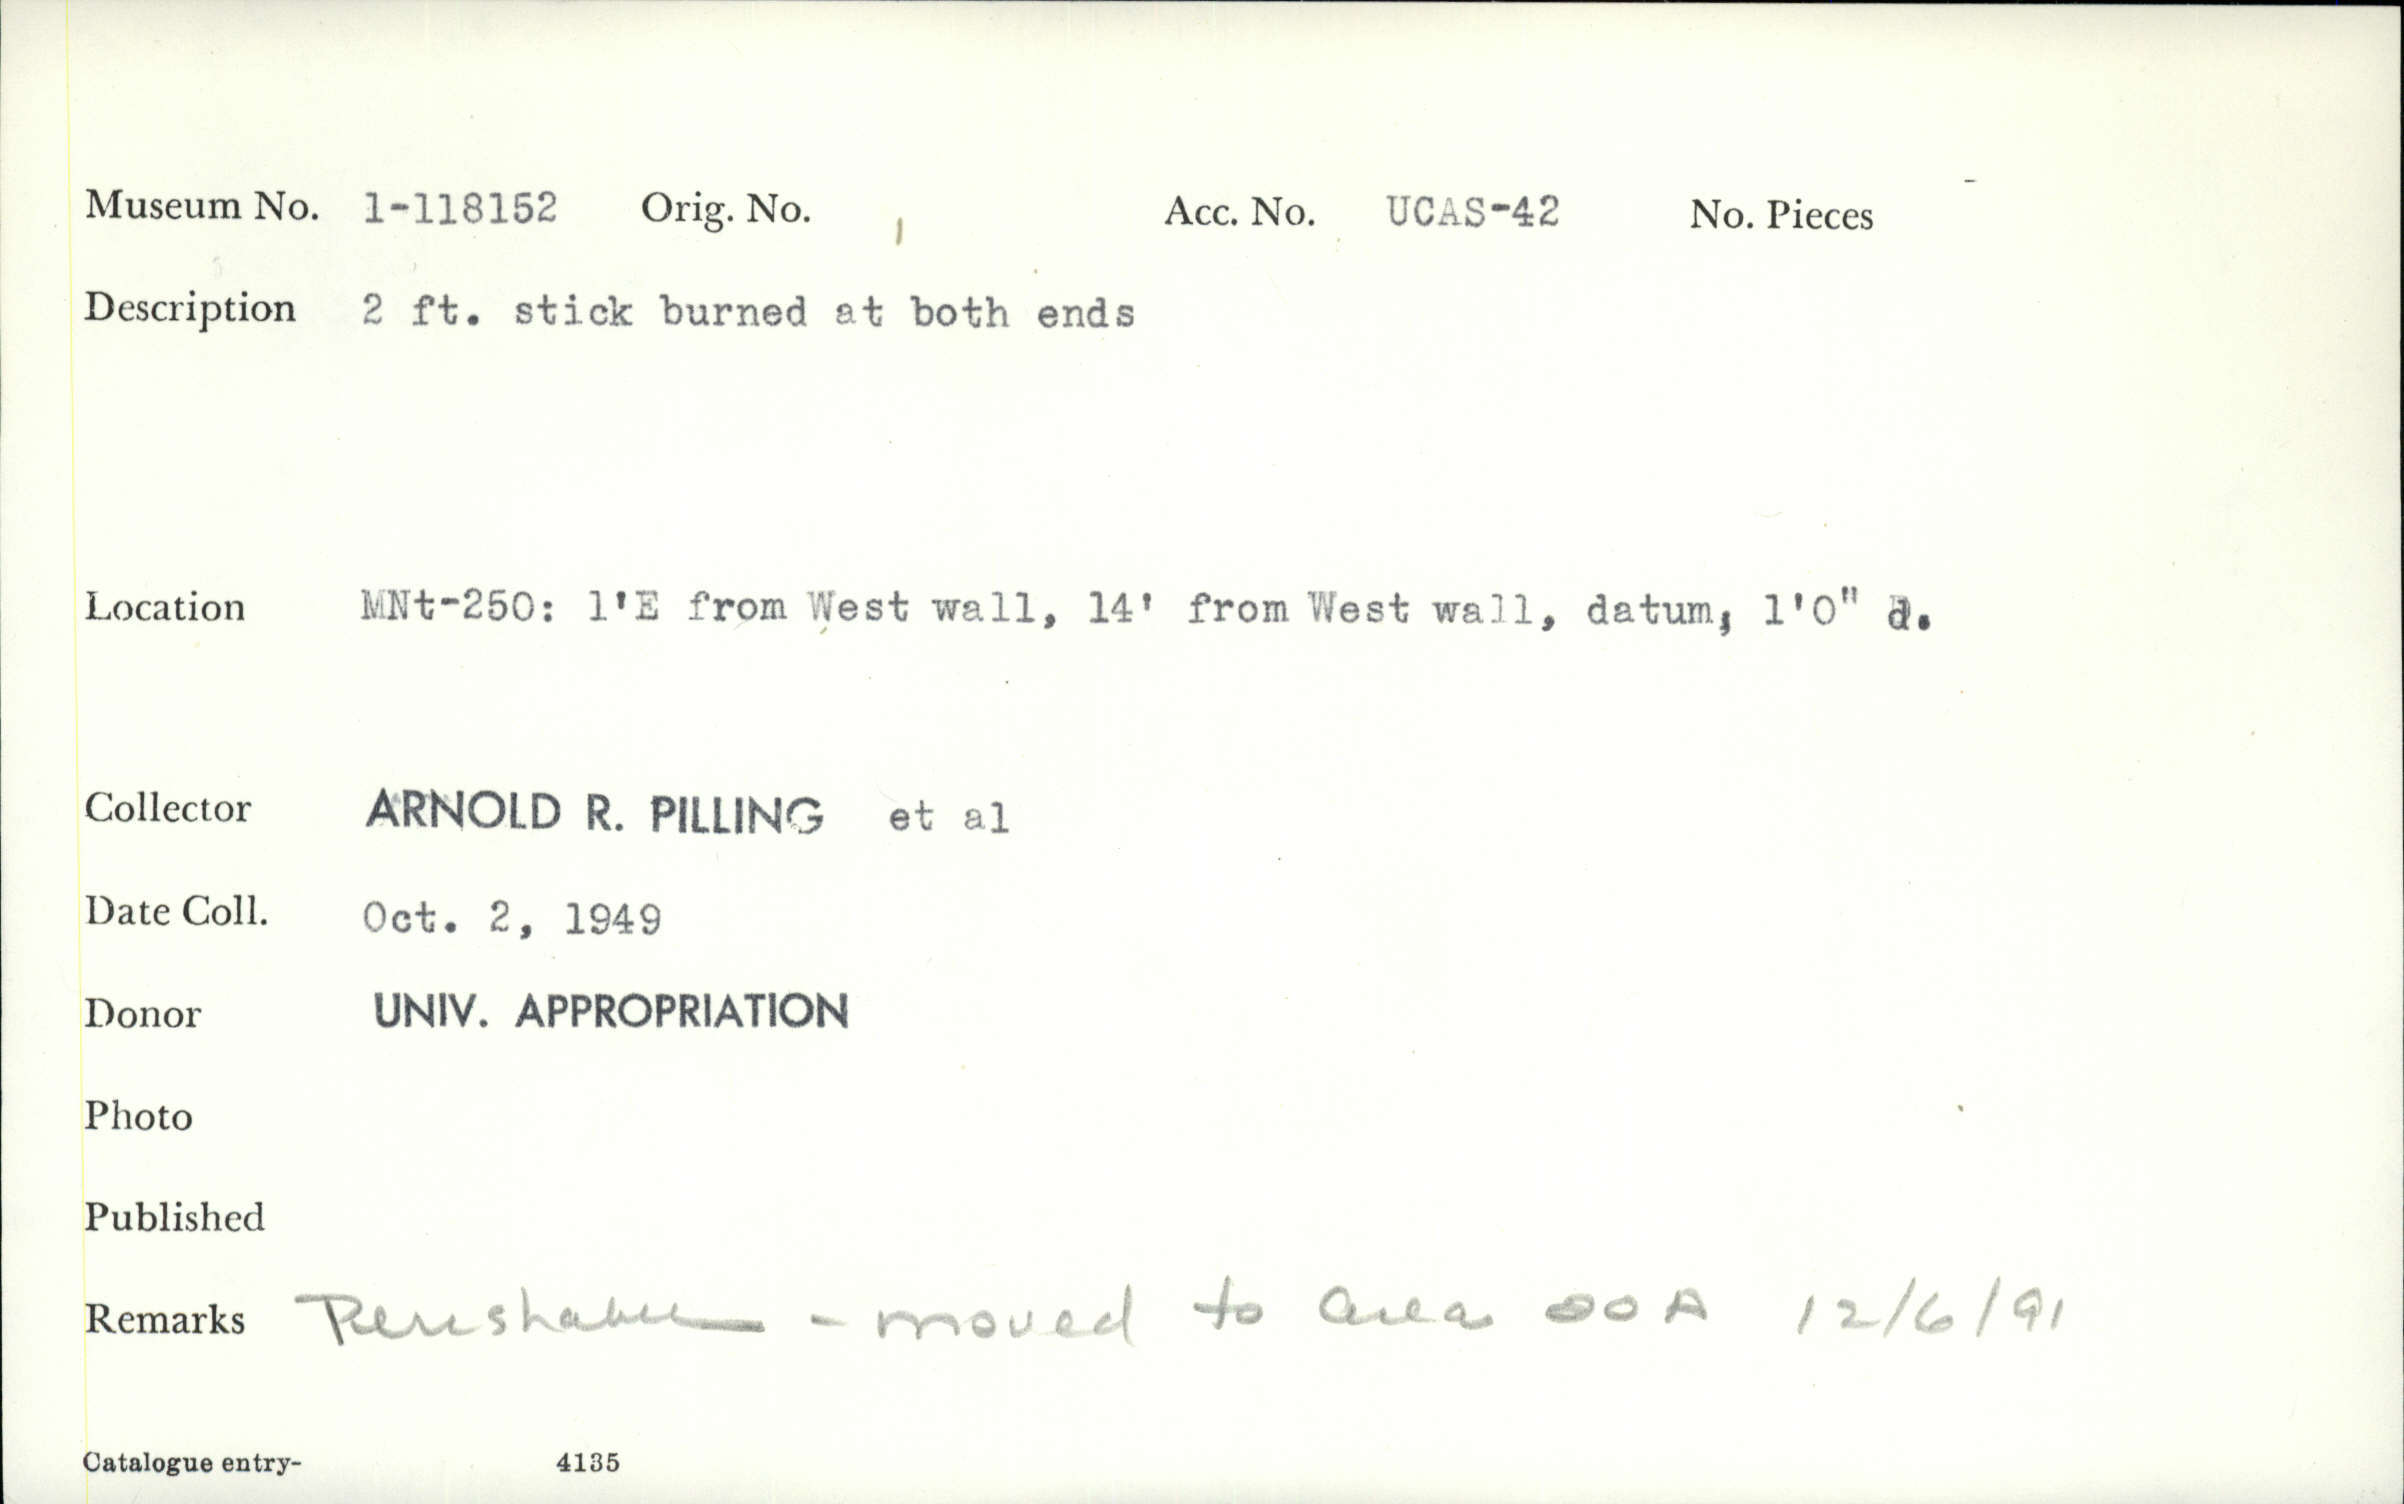 Museum No. 1-118152 Orig. No. Acc. No. UCAS-42 No. Pieces
Description 2 ft. stick burned at both ends
Location MNt-250: 1'E from West wall, 14' from West wall, datum, 1'0" d.
Collector ARNOLD R. PILLING et al
Date Coll. Oct. 2, 1949
Donor UNIV. APPROPRIATION
Photo
Published
Remarks Perishable - moved to area 00A 12/6/91
Catalogue entry- 4135